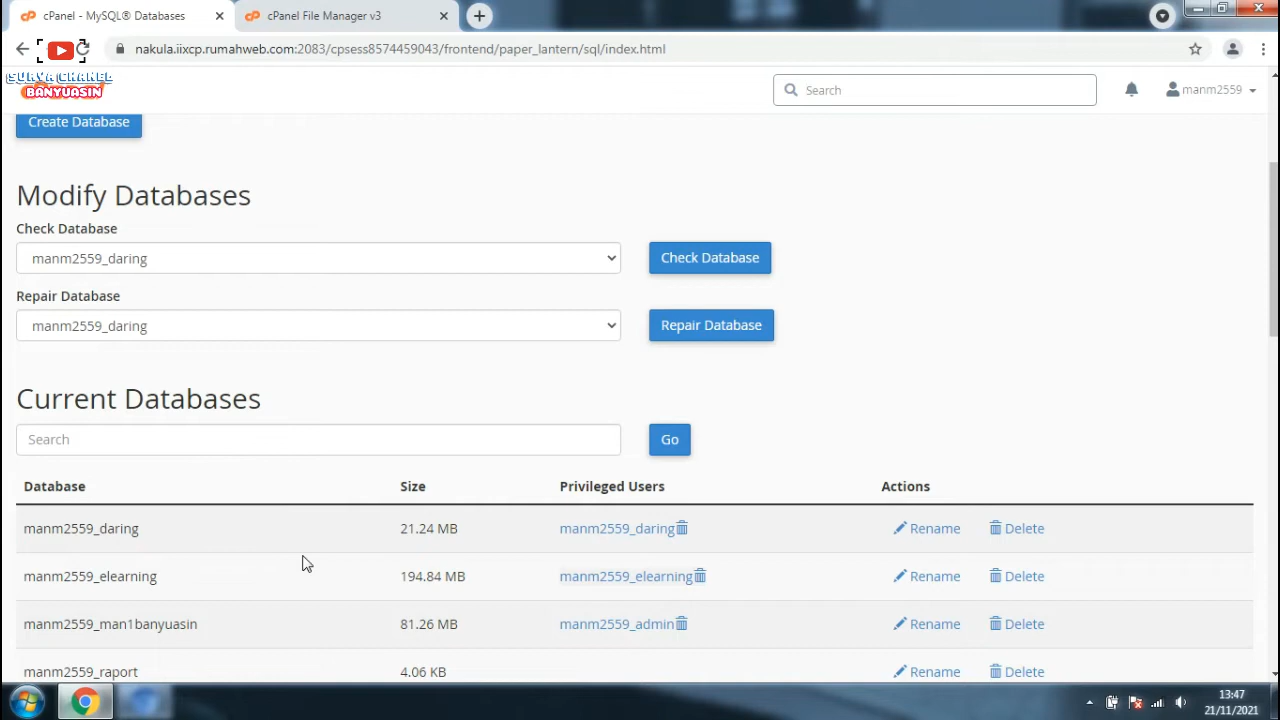 cPanel - MySQL® Databases
cPanel File Manager v3
nakula.iixcp.rumahweb.com:2083/cpsess8574459043/frontend/paper_lantern/sql/index.html
SURYA CHANEL
BANYUASIN
Search
manm2559
Create Database
Modify Databases
Check Database
manm2559_daring
Check Database
Repair Database
manm2559_daring
Repair Database
Current Databases
Search
Go
Database Size Privileged Users Actions
manm2559_daring 21.24 MB manm2559_daring Rename Delete
manm2559_elearning 194.84 MB manm2559_elearning Rename Delete
manm2559_man1banyuasin 81.26 MB manm2559_admin Rename Delete
manm2559_raport 4.06 KB Rename Delete
13:47
21/11/2021